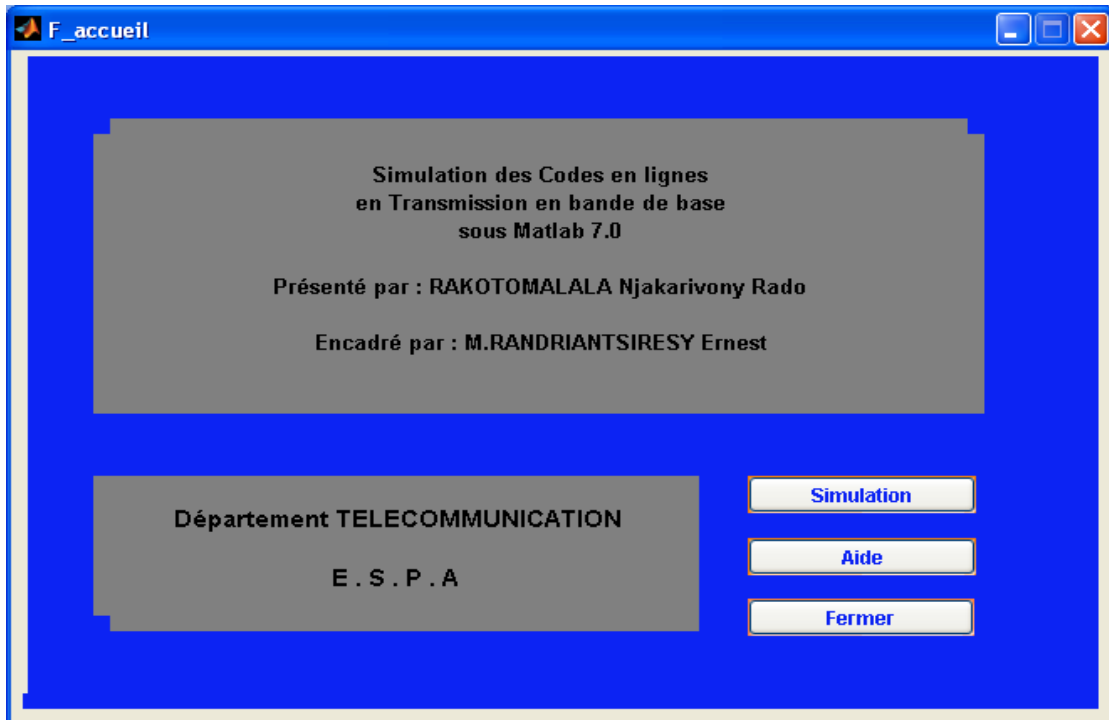 F_accueil
Simulation des Codes en lignes
en Transmission en bande de base
sous Matlab 7.0
Présenté par : RAKOTOMALALA Njakarivony Rado
Encadré par : M.RANDRIANTSIRESY Ernest
Département TELECOMMUNICATION
E . S . P . A
Simulation
Aide
Fermer